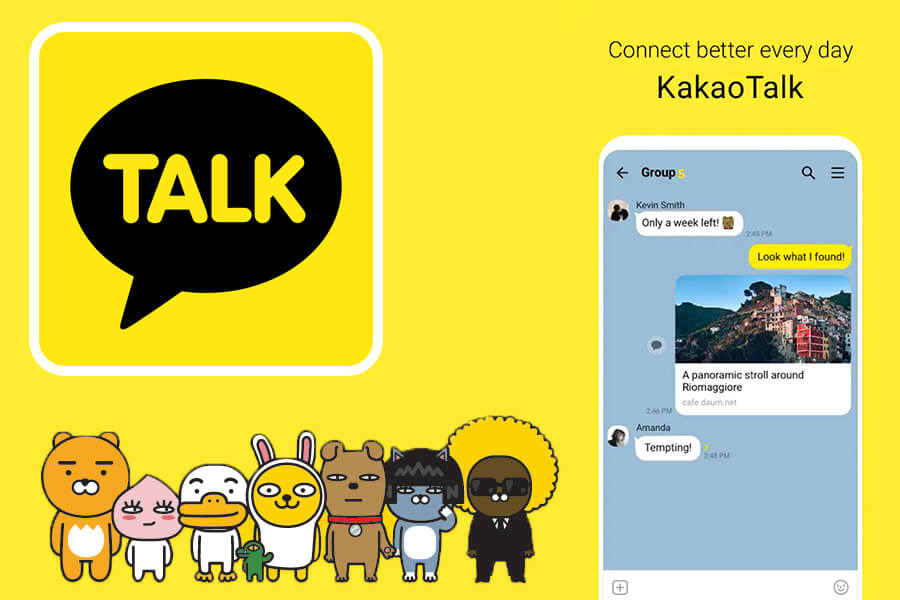 TALK
Connect better every day
KakaoTalk
Group 5
Kevin Smith
Only a week left!
2:45 PM
Look what I found!
A panoramic stroll around
Riomaggiore
cafe.daum.net
2:46 PM
Amanda
Tempting!
2
2:48 PM